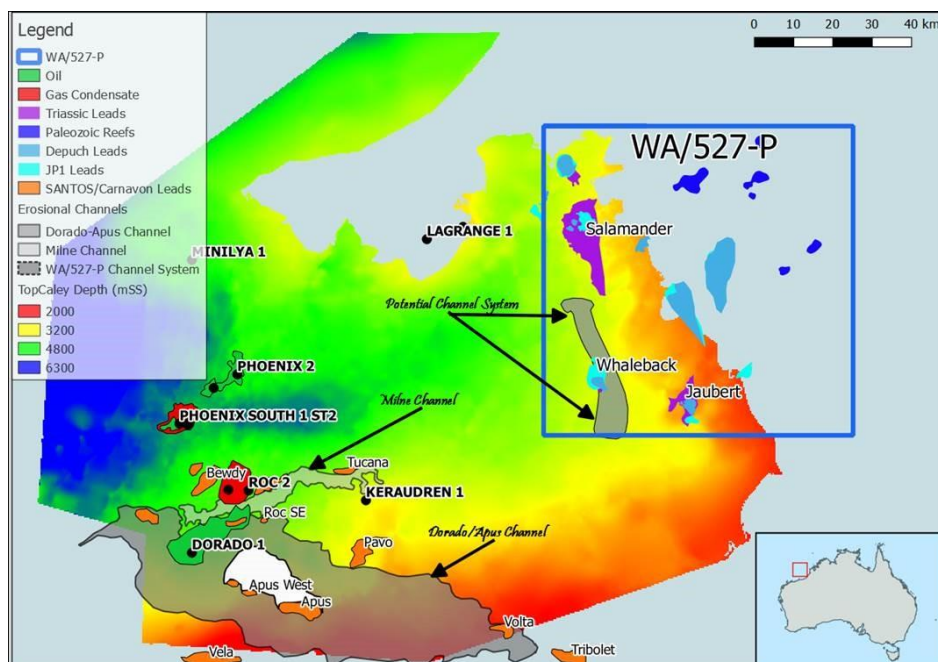 Legend
WA/527-P
Oil
Gas Condensate
Triassic Leads
Paleozoic Reefs
Depuch Leads
JP1 Leads
SANTOS/Carnavon Leads
Erosional Channels
Dorado-Apus Channel
Milne Channel
WA/527-P Channel System
TopCaley Depth (mSS)
2000
3200
4800
6300
0 10 20 30 40 km
WA/527-P
LAGRANGE 1
Salamander
MINILYA 1
Potential Channel System
PHOENIX 2
Whaleback
Jaubert
Milne Channel
PHOENIX SOUTH 1 ST2
Tucana
Bewdy
ROC 2
KERAUDREN 1
Roc SE
Dorado/Apus Channel
DORADO 1
Pavo
Apus West
Apus
Volta
Vela
Tribolet